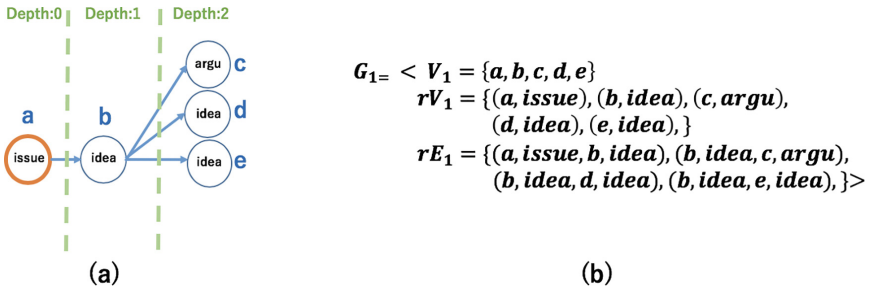 Depth:0 Depth:1 Depth:2
argu c
a b idea d
issue idea idea e
(a)
G1= < V1 = {a, b, c, d, e}
rV1 = {(a, issue), (b, idea), (c, argu),
(d, idea), (e, idea), }
rE1 = {(a, issue, b, idea), (b, idea, c, argu),
(b, idea, d, idea), (b, idea, e, idea), }>
(b)